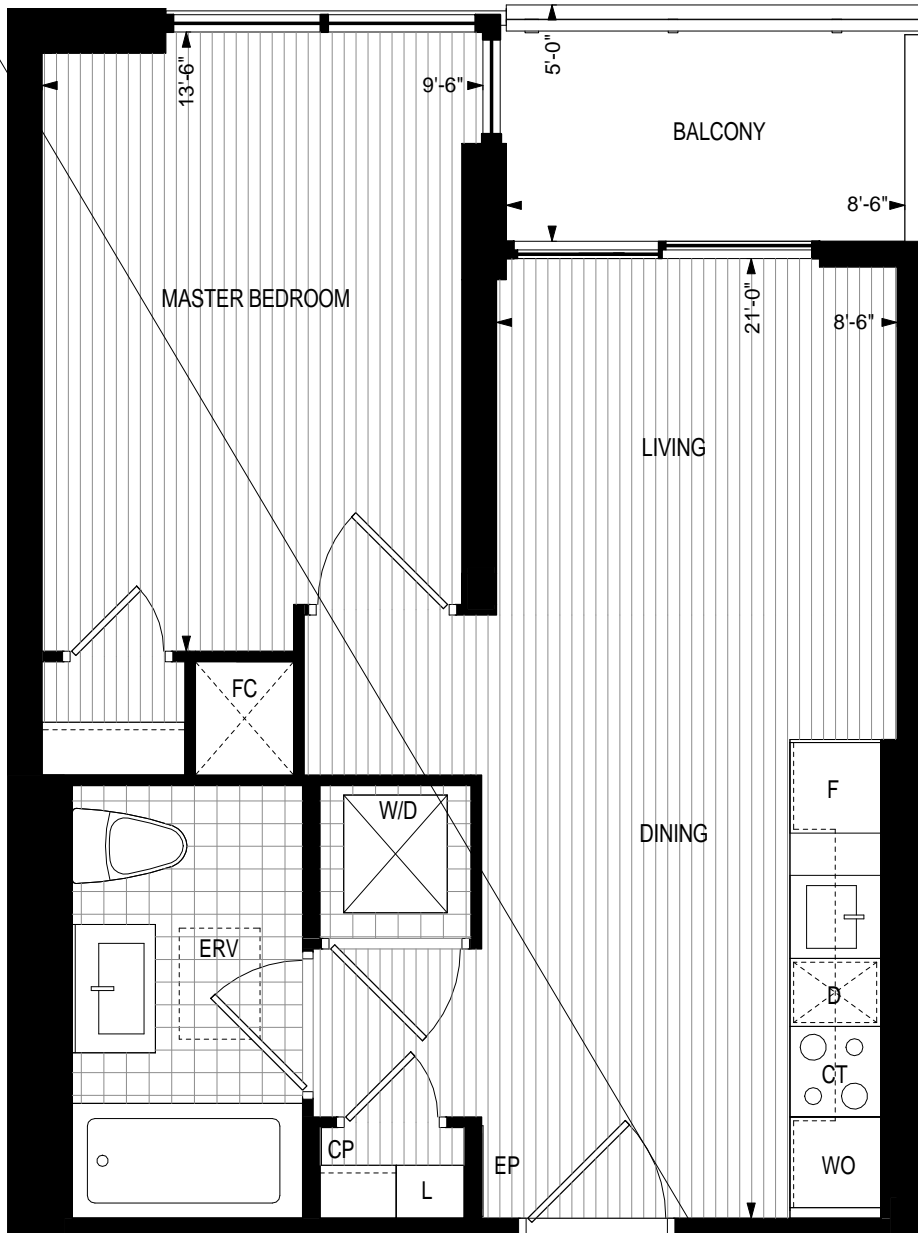 13'-6"
9'-6"
5'-0"
BALCONY
8'-6"
MASTER BEDROOM
21'-0"
8'-6"
LIVING
FC
F
W/D
DINING
ERV
D
CT
CP
EP
WO
L